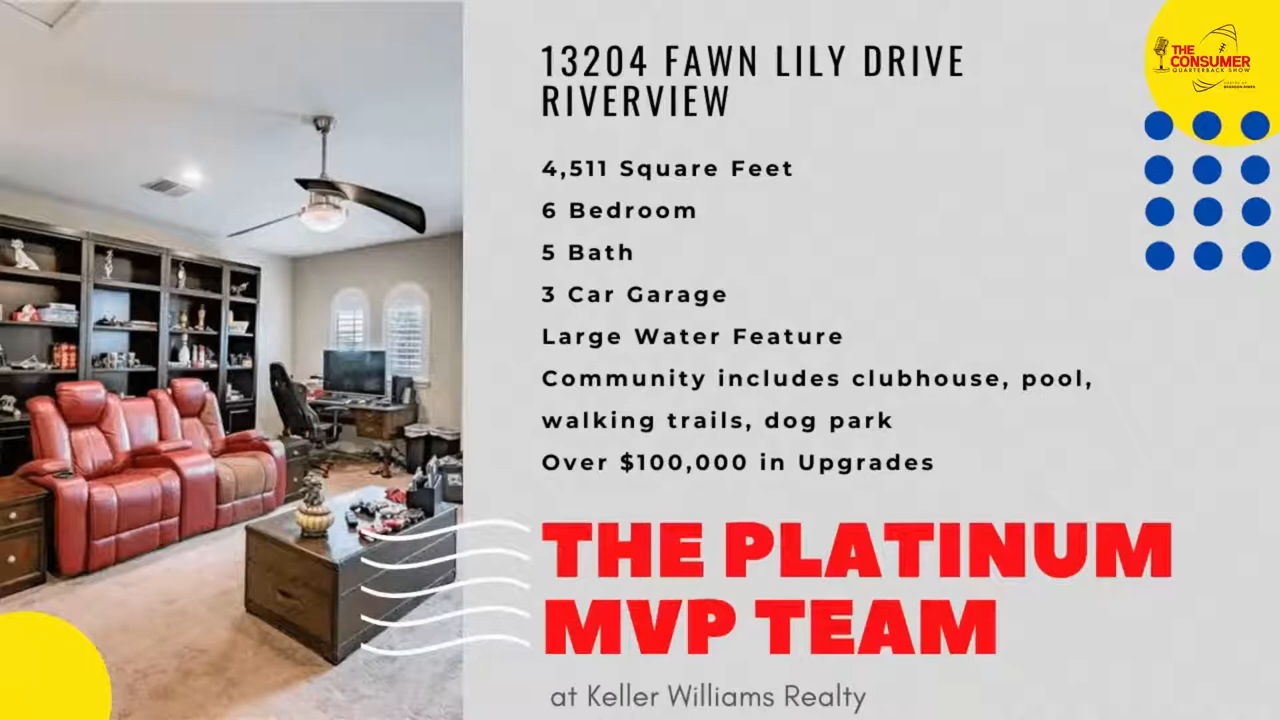 13204 FAWN LILY DRIVE
RIVERVIEW
4,511 Square Feet
6 Bedroom
5 Bath
3 Car Garage
Large Water Feature
Community includes clubhouse, pool,
walking trails, dog park
Over $100,000 in Upgrades
THE PLATINUM
MVP TEAM
at Keller Williams Realty
THE
CONSUMER
QUARTERBACK SHOW